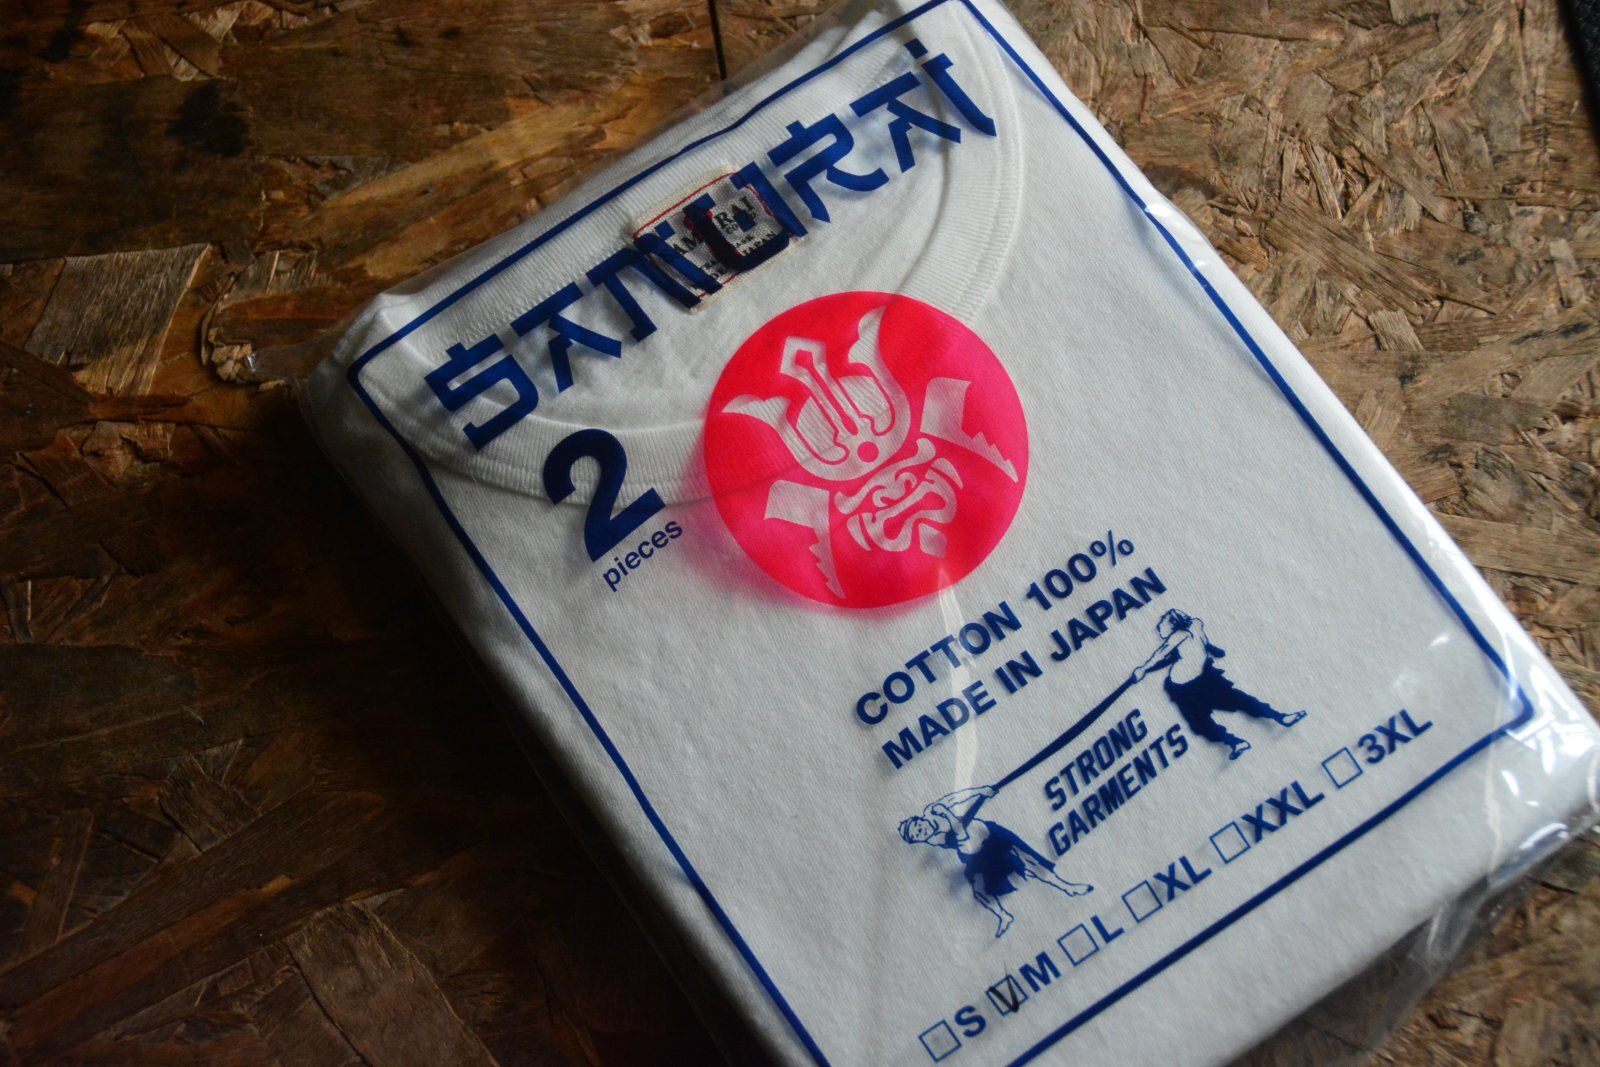 SAMURAI
2
pieces
COTTON 100%
MADE IN JAPAN
STRONG
GARMENTS
S M L XL XXL 3XL